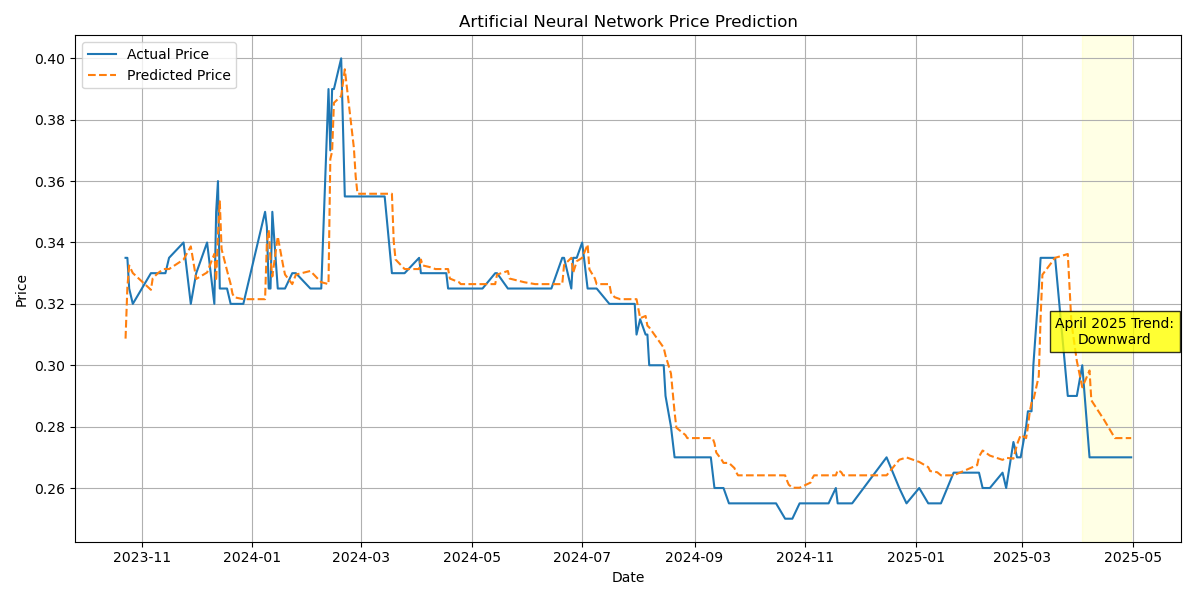 Artificial Neural Network Price Prediction
Actual Price
Predicted Price
0.40
0.38
0.36
0.34
0.32
0.30
0.28
0.26
Price
April 2025 Trend:
Downward
2023-11 2024-01 2024-03 2024-05 2024-07 2024-09 2024-11 2025-01 2025-03 2025-05
Date